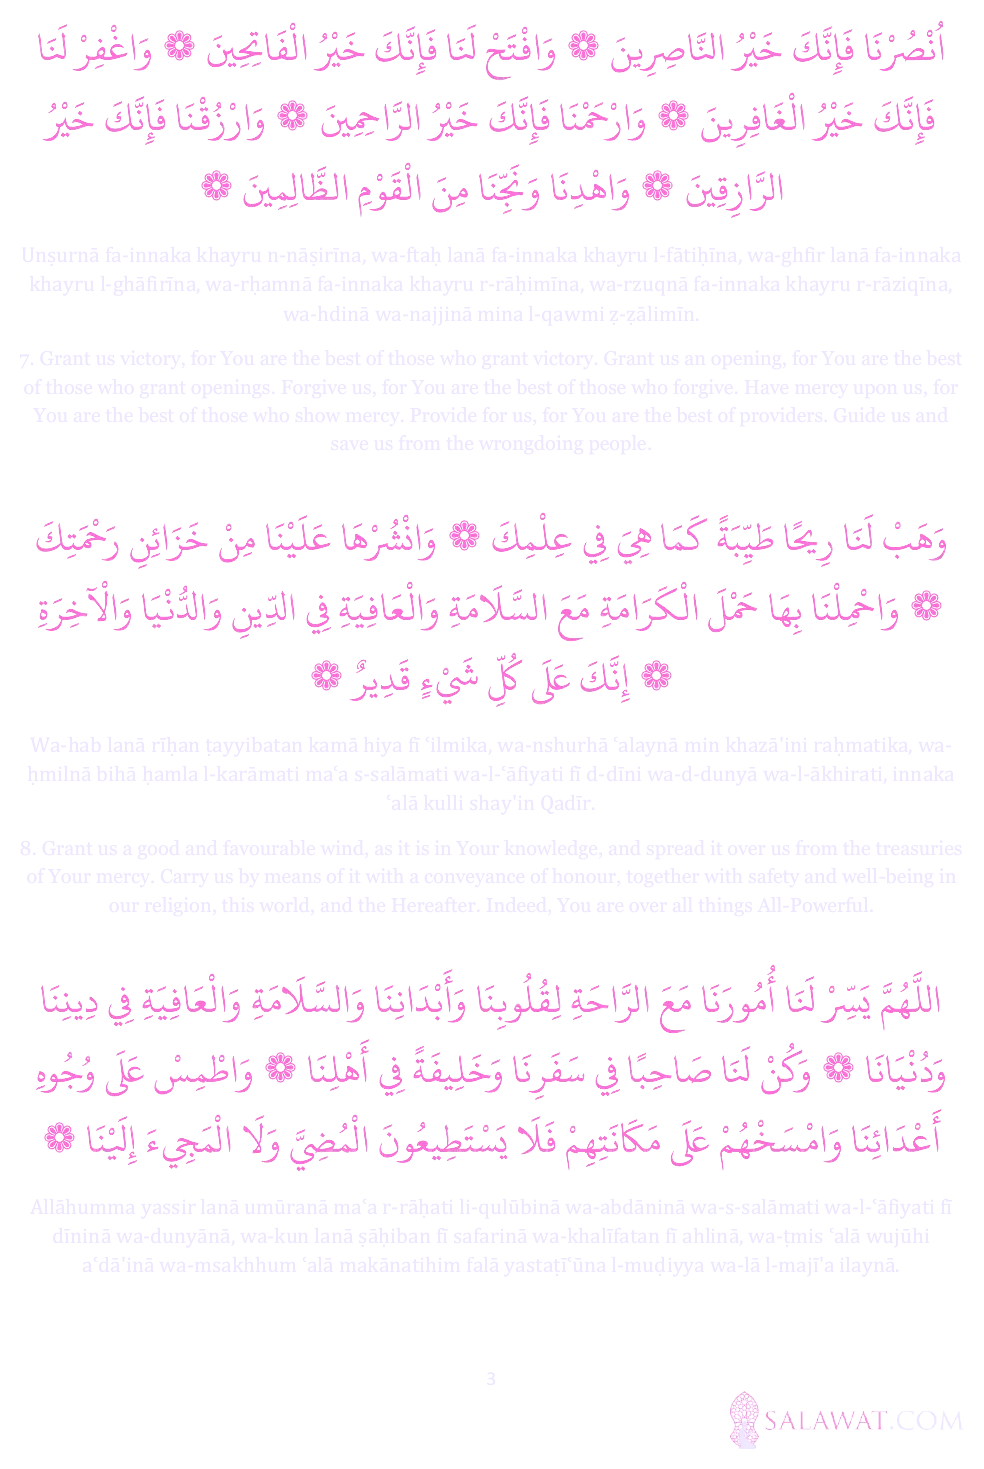 اُنْصُرْنَا فَإِنَّكَ خَيْرُ النَّاصِرِينَ ❁ وَافْتَحْ لَنَا فَإِنَّكَ خَيْرُ الْفَاتِحِينَ ❁ وَاغْفِرْ لَنَا
فَإِنَّكَ خَيْرُ الْغَافِرِينَ ❁ وَارْحَمْنَا فَإِنَّكَ خَيْرُ الرَّاحِمِينَ ❁ وَارْزُقْنَا فَإِنَّكَ خَيْرُ
الرَّازِقِينَ ❁ وَاهْدِنَا وَنَجِّنَا مِنَ الْقَوْمِ الظَّالِمِينَ ❁
Unṣurnā fa-innaka khayru n-nāṣirīna, wa-ftaḥ lanā fa-innaka khayru l-fātiḥīna, wa-ghfir lanā fa-innaka
khayru l-ghāfirīna, wa-rḥamnā fa-innaka khayru r-rāḥimīna, wa-rzuqnā fa-innaka khayru r-rāziqīna,
wa-hdinā wa-najjinā mina l-qawmi ẓ-ẓālimīn.
7. Grant us victory, for You are the best of those who grant victory. Grant us an opening, for You are the best
of those who grant openings. Forgive us, for You are the best of those who forgive. Have mercy upon us, for
You are the best of those who show mercy. Provide for us, for You are the best of providers. Guide us and
save us from the wrongdoing people.
وَهَبْ لَنَا رِيحًا طَيِّبَةً كَمَا هِيَ فِي عِلْمِكَ ❁ وَانْشُرْهَا عَلَيْنَا مِنْ خَزَائِنِ رَحْمَتِكَ
❁ وَاحْمِلْنَا بِهَا حَمْلَ الْكَرَامَةِ مَعَ السَّلَامَةِ وَالْعَافِيَةِ فِي الدِّينِ وَالدُّنْيَا وَالْآخِرَةِ
❁ إِنَّكَ عَلَى كُلِّ شَيْءٍ قَدِيرٌ ❁
Wa-hab lanā rīḥan ṭayyibatan kamā hiya fī ʿilmika, wa-nshurhā ʿalaynā min khazā’ini raḥmatika, wa-
ḥmilnā bihā ḥamla l-karāmati maʿa s-salāmati wa-l-ʿāfiyati fī d-dīni wa-d-dunyā wa-l-ākhirati, innaka
ʿalā kulli shay’in Qadīr.
8. Grant us a good and favourable wind, as it is in Your knowledge, and spread it over us from the treasuries
of Your mercy. Carry us by means of it with a conveyance of honour, together with safety and well-being in
our religion, this world, and the Hereafter. Indeed, You are over all things All-Powerful.
اللَّهُمَّ يَسِّرْ لَنَا أُمُورَنَا مَعَ الرَّاحَةِ لِقُلُوبِنَا وَأَبْدَانِنَا وَالسَّلَامَةِ وَالْعَافِيَةِ فِي دِينِنَا
وَدُنْيَانَا ❁ وَكُنْ لَنَا صَاحِبًا فِي سَفَرِنَا وَخَلِيفَةً فِي أَهْلِنَا ❁ وَاطْمِسْ عَلَى وُجُوهِ
أَعْدَائِنَا وَامْسَخْهُمْ عَلَى مَكَانَتِهِمْ فَلَا يَسْتَطِيعُونَ الْمُضِيَّ وَلَا الْمَجِيءَ إِلَيْنَا ❁
Allāhumma yassir lanā umūranā maʿa r-rāḥati li-qulūbinā wa-abdāninā wa-s-salāmati wa-l-ʿāfiyati fī
dīninā wa-dunyānā, wa-kun lanā ṣāḥiban fī safarinā wa-khalīfatan fī ahlinā, wa-ṭmis ʿalā wujūhi
aʿdā’inā wa-msakhhum ʿalā makānatihim falā yastaṭīʿūna l-muḍiyya wa-lā l-majī’a ilaynā.
3
SALAWAT.COM